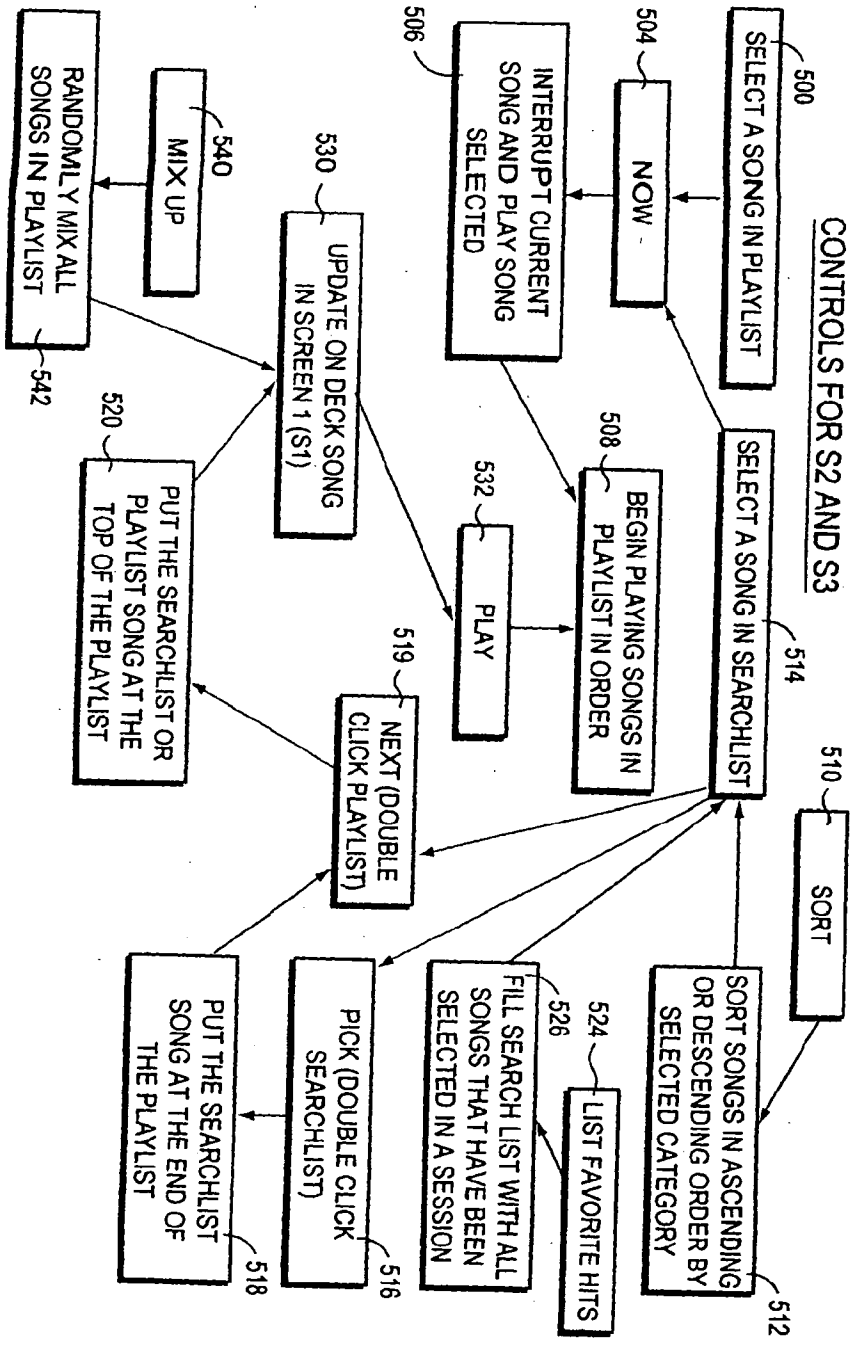 CONTROLS FOR S2 AND S3
500
SELECT A SONG IN PLAYLIST
504
NOW
506
INTERRUPT CURRENT
SONG AND PLAY SONG
SELECTED
514
SELECT A SONG IN SEARCHLIST
508
BEGIN PLAYING SONGS IN
PLAYLIST IN ORDER
532
PLAY
530
UPDATE ON DECK SONG
IN SCREEN 1 (S1)
540
MIX UP
RANDOMLY MIX ALL
SONGS IN PLAYLIST
542
510
SORT
SORT SONGS IN ASCENDING
OR DESCENDING ORDER BY
SELECTED CATEGORY
512
524
LIST FAVORITE HITS
526
FILL SEARCH LIST WITH ALL
SONGS THAT HAVE BEEN
SELECTED IN A SESSION
PICK (DOUBLE CLICK
SEARCHLIST)
516
PUT THE SEARCHLIST
SONG AT THE END OF
THE PLAYLIST
518
519
NEXT (DOUBLE
CLICK PLAYLIST)
520
PUT THE SEARCHLIST OR
PLAYLIST SONG AT THE
TOP OF THE PLAYLIST